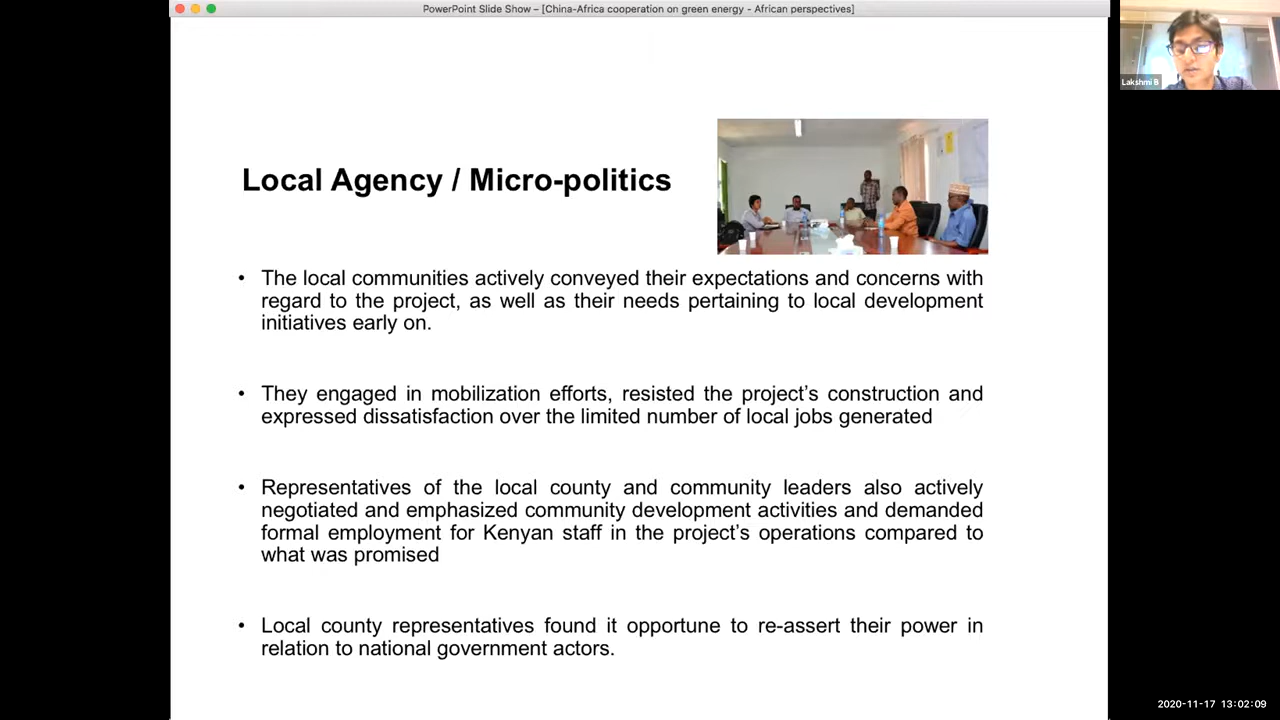 PowerPoint Slide Show – [China-Africa cooperation on green energy - African perspectives]
Lakshmi B
Local Agency / Micro-politics
• The local communities actively conveyed their expectations and concerns with
regard to the project, as well as their needs pertaining to local development
initiatives early on.
• They engaged in mobilization efforts, resisted the project’s construction and
expressed dissatisfaction over the limited number of local jobs generated
• Representatives of the local county and community leaders also actively
negotiated and emphasized community development activities and demanded
formal employment for Kenyan staff in the project’s operations compared to
what was promised
• Local county representatives found it opportune to re-assert their power in
relation to national government actors.
2020-11-17 13:02:09